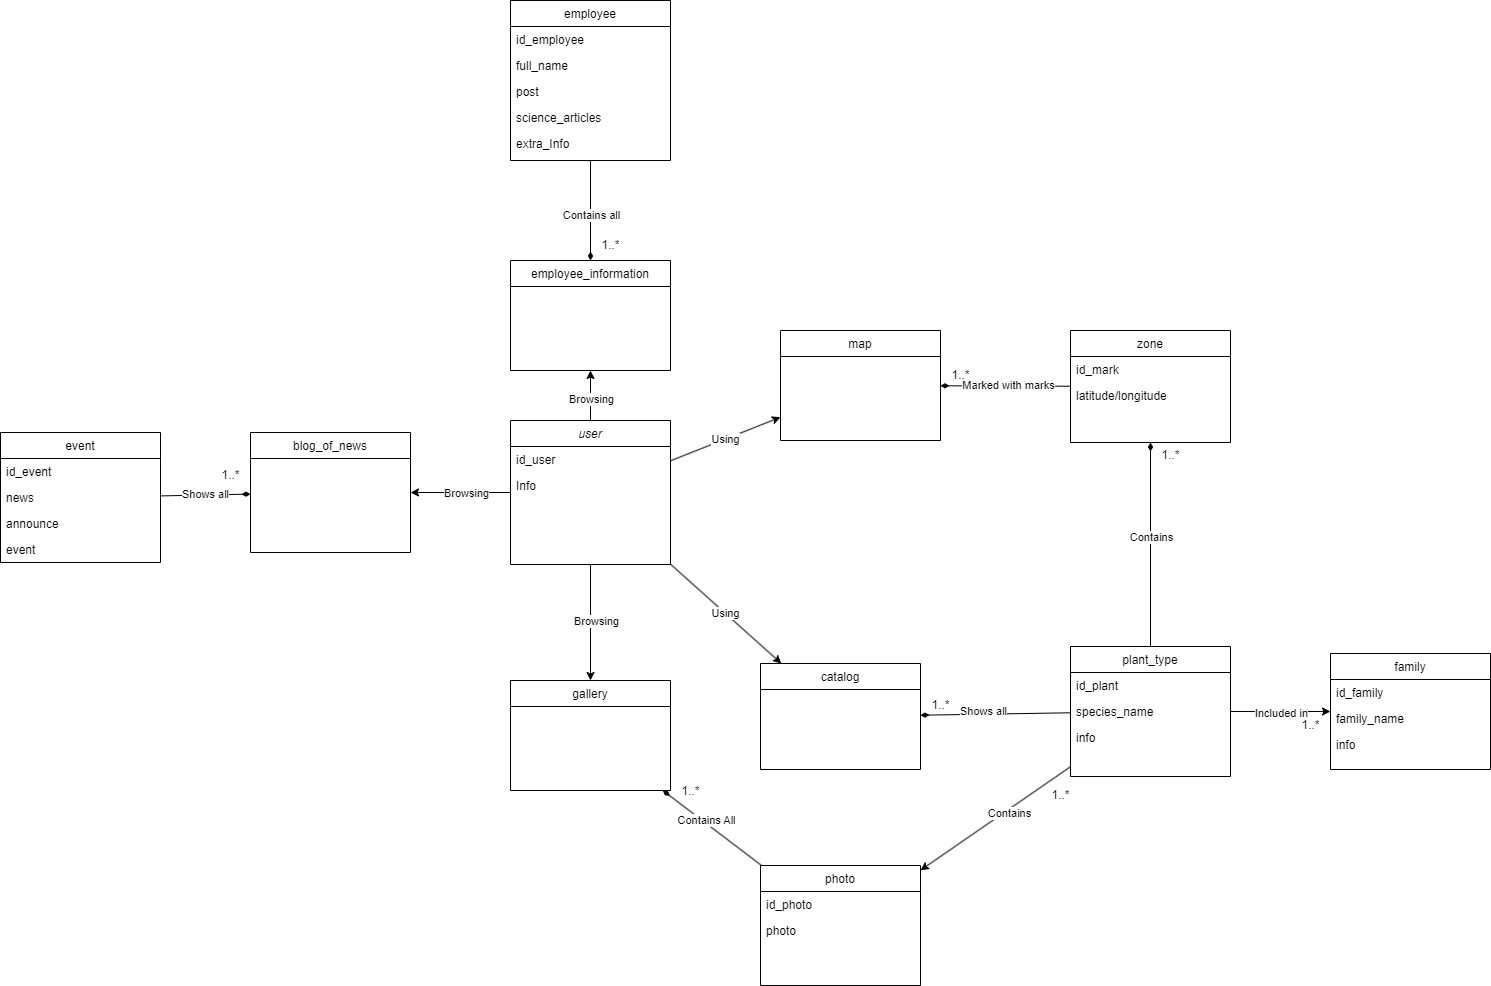 employee
id_employee
full_name
post
science_articles
extra_Info
Contains all
1..*
employee_information
Browsing
map
1..*
Marked with marks
zone
id_mark
latitude/longitude
1..*
event
id_event
news
announce
event
1..*
Shows all
blog_of_news
Browsing
user
id_user
Info
Using
Contains
Browsing
Using
gallery
catalog
1..*
Shows all
plant_type
id_plant
species_name
info
Included in
1..*
family
id_family
family_name
info
1..*
Contains All
1..*
Contains
photo
id_photo
photo